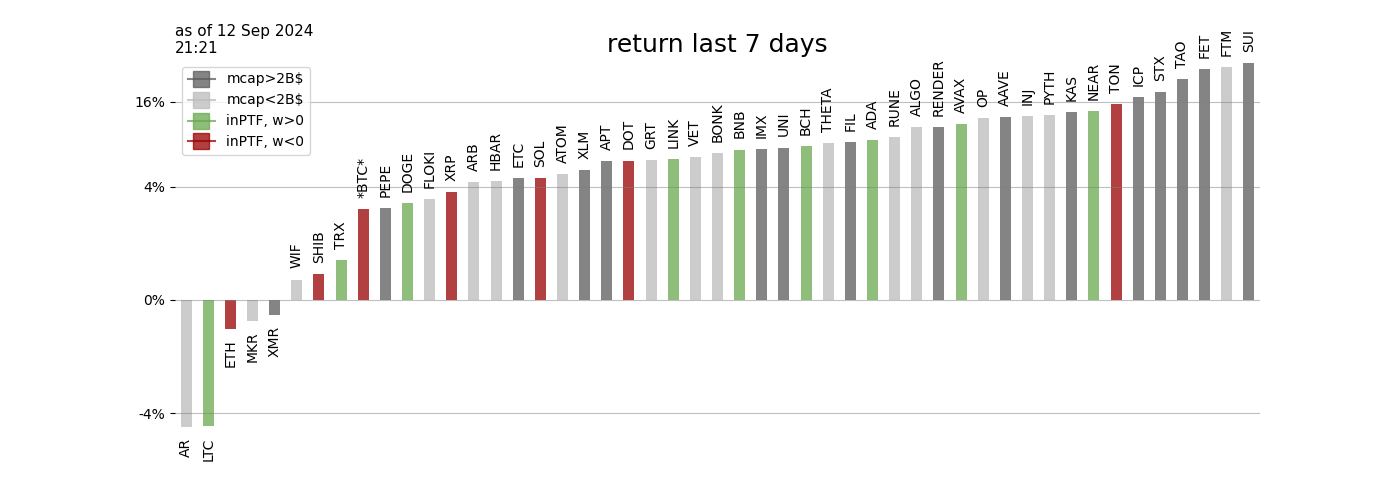 as of 12 Sep 2024
21:21
return last 7 days
mcap>2B$
mcap<2B$
inPTF, w>0
inPTF, w<0
16%
4%
0%
-4%
AR
LTC
ETH
MKR
XMR
WIF
SHIB
TRX
*BTC*
PEPE
DOGE
FLOKI
XRP
ARB
HBAR
ETC
SOL
ATOM
XLM
APT
DOT
GRT
LINK
VET
BONK
BNB
IMX
UNI
BCH
THETA
FIL
ADA
RUNE
ALGO
RENDER
AVAX
OP
AAVE
INJ
PYTH
KAS
NEAR
TON
ICP
STX
TAO
FET
FTM
SUI